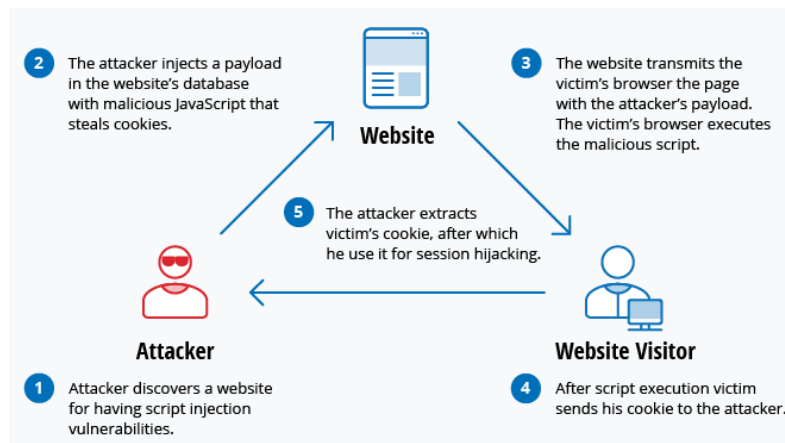 2
The attacker injects a payload
in the website's database
with malicious JavaScript that
steals cookies.
Website
3
The website transmits the
victim's browser the page
with the attacker's payload.
The victim's browser executes
the malicious script.
5
The attacker extracts
victim's cookie, after which
he use it for session hijacking.
Attacker
Website Visitor
1
Attacker discovers a website
for having script injection
vulnerabilities.
4
After script execution victim
sends his cookie to the attacker.